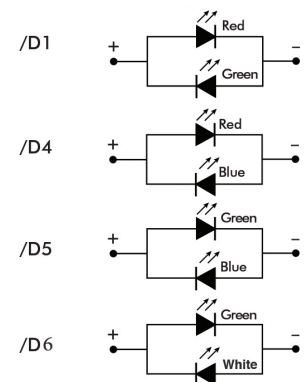 Red
/D1
+ −
Green
Red
/D4
+ −
Blue
Green
/D5
+ −
Blue
Green
/D6
+ −
White